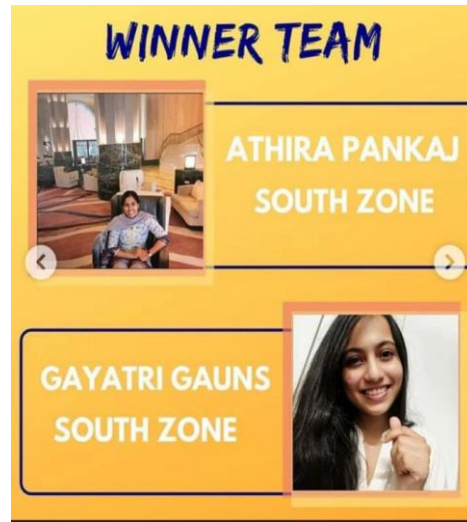 WINNER TEAM
ATHIRA PANKAJ
SOUTH ZONE
GAYATRI GAUNS
SOUTH ZONE